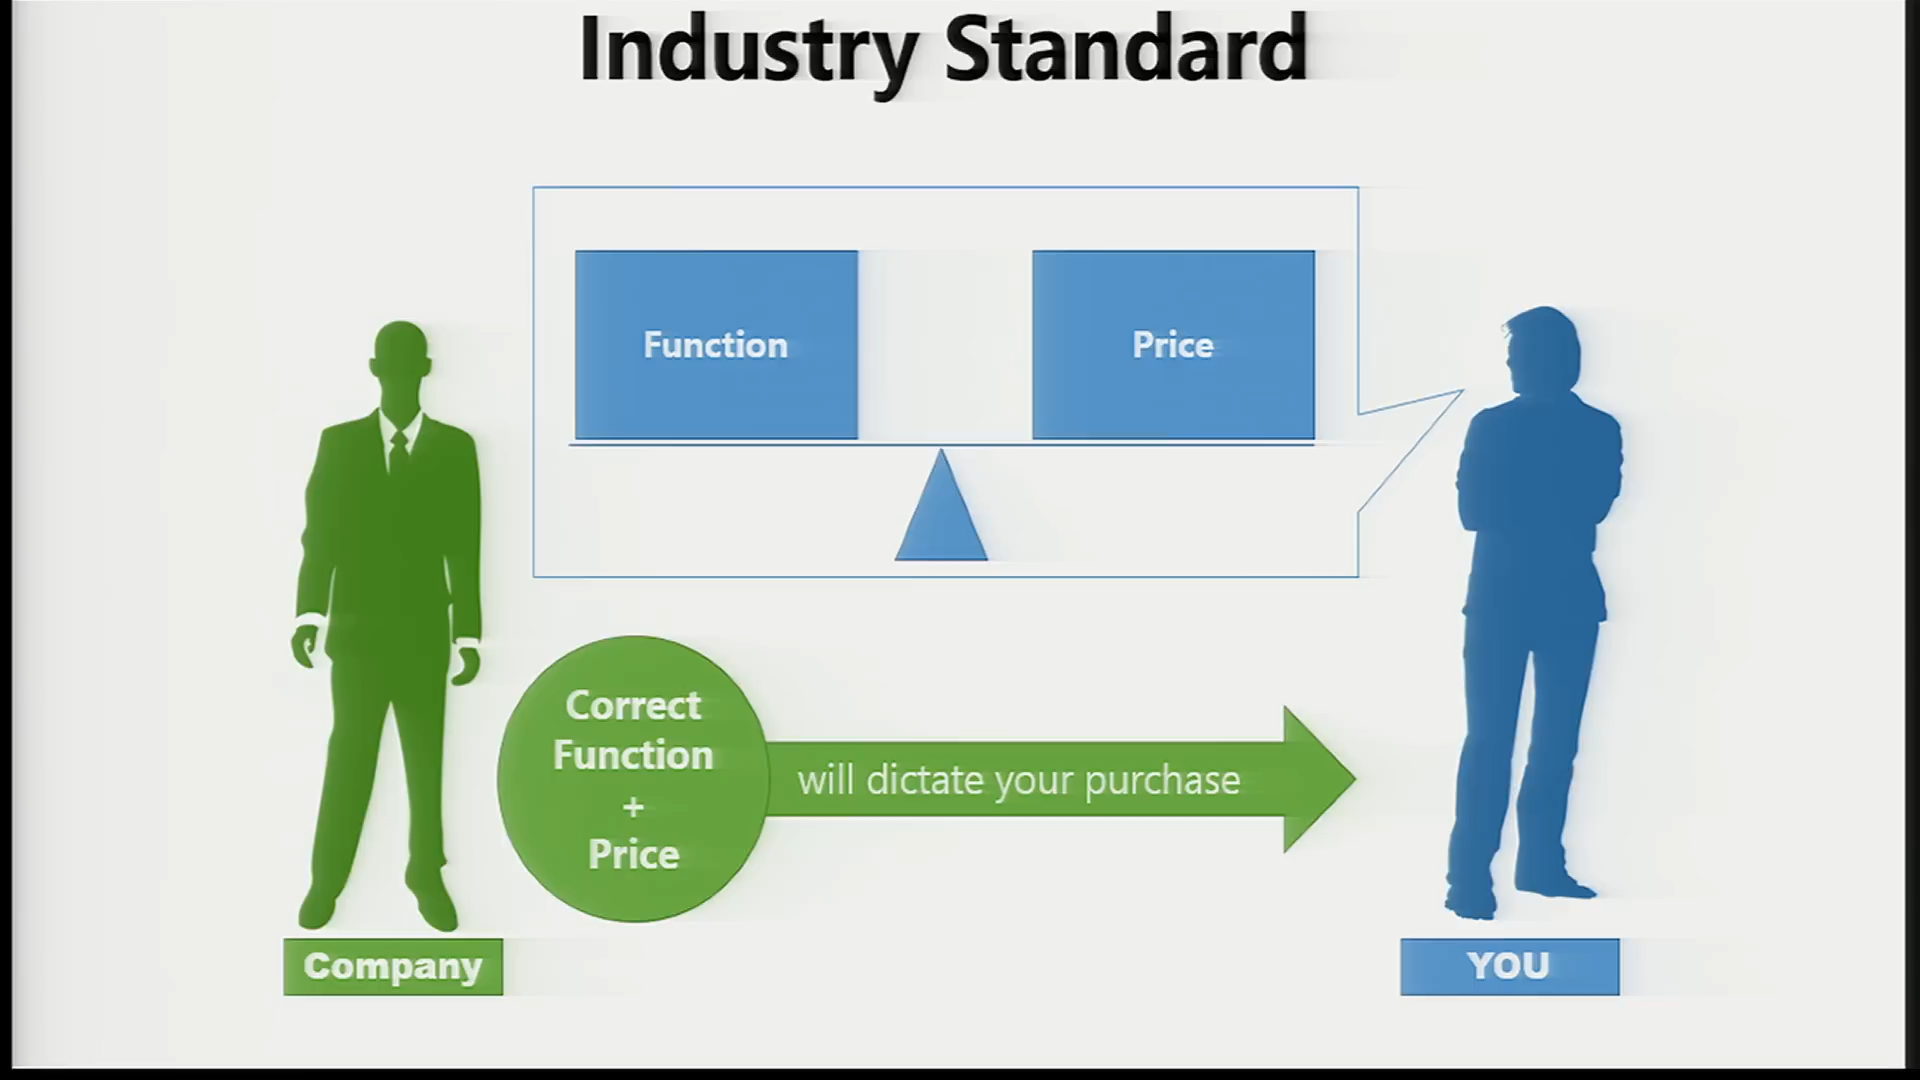 Industry Standard
Function
Price
Correct
Function
+
Price
will dictate your purchase
Company
YOU